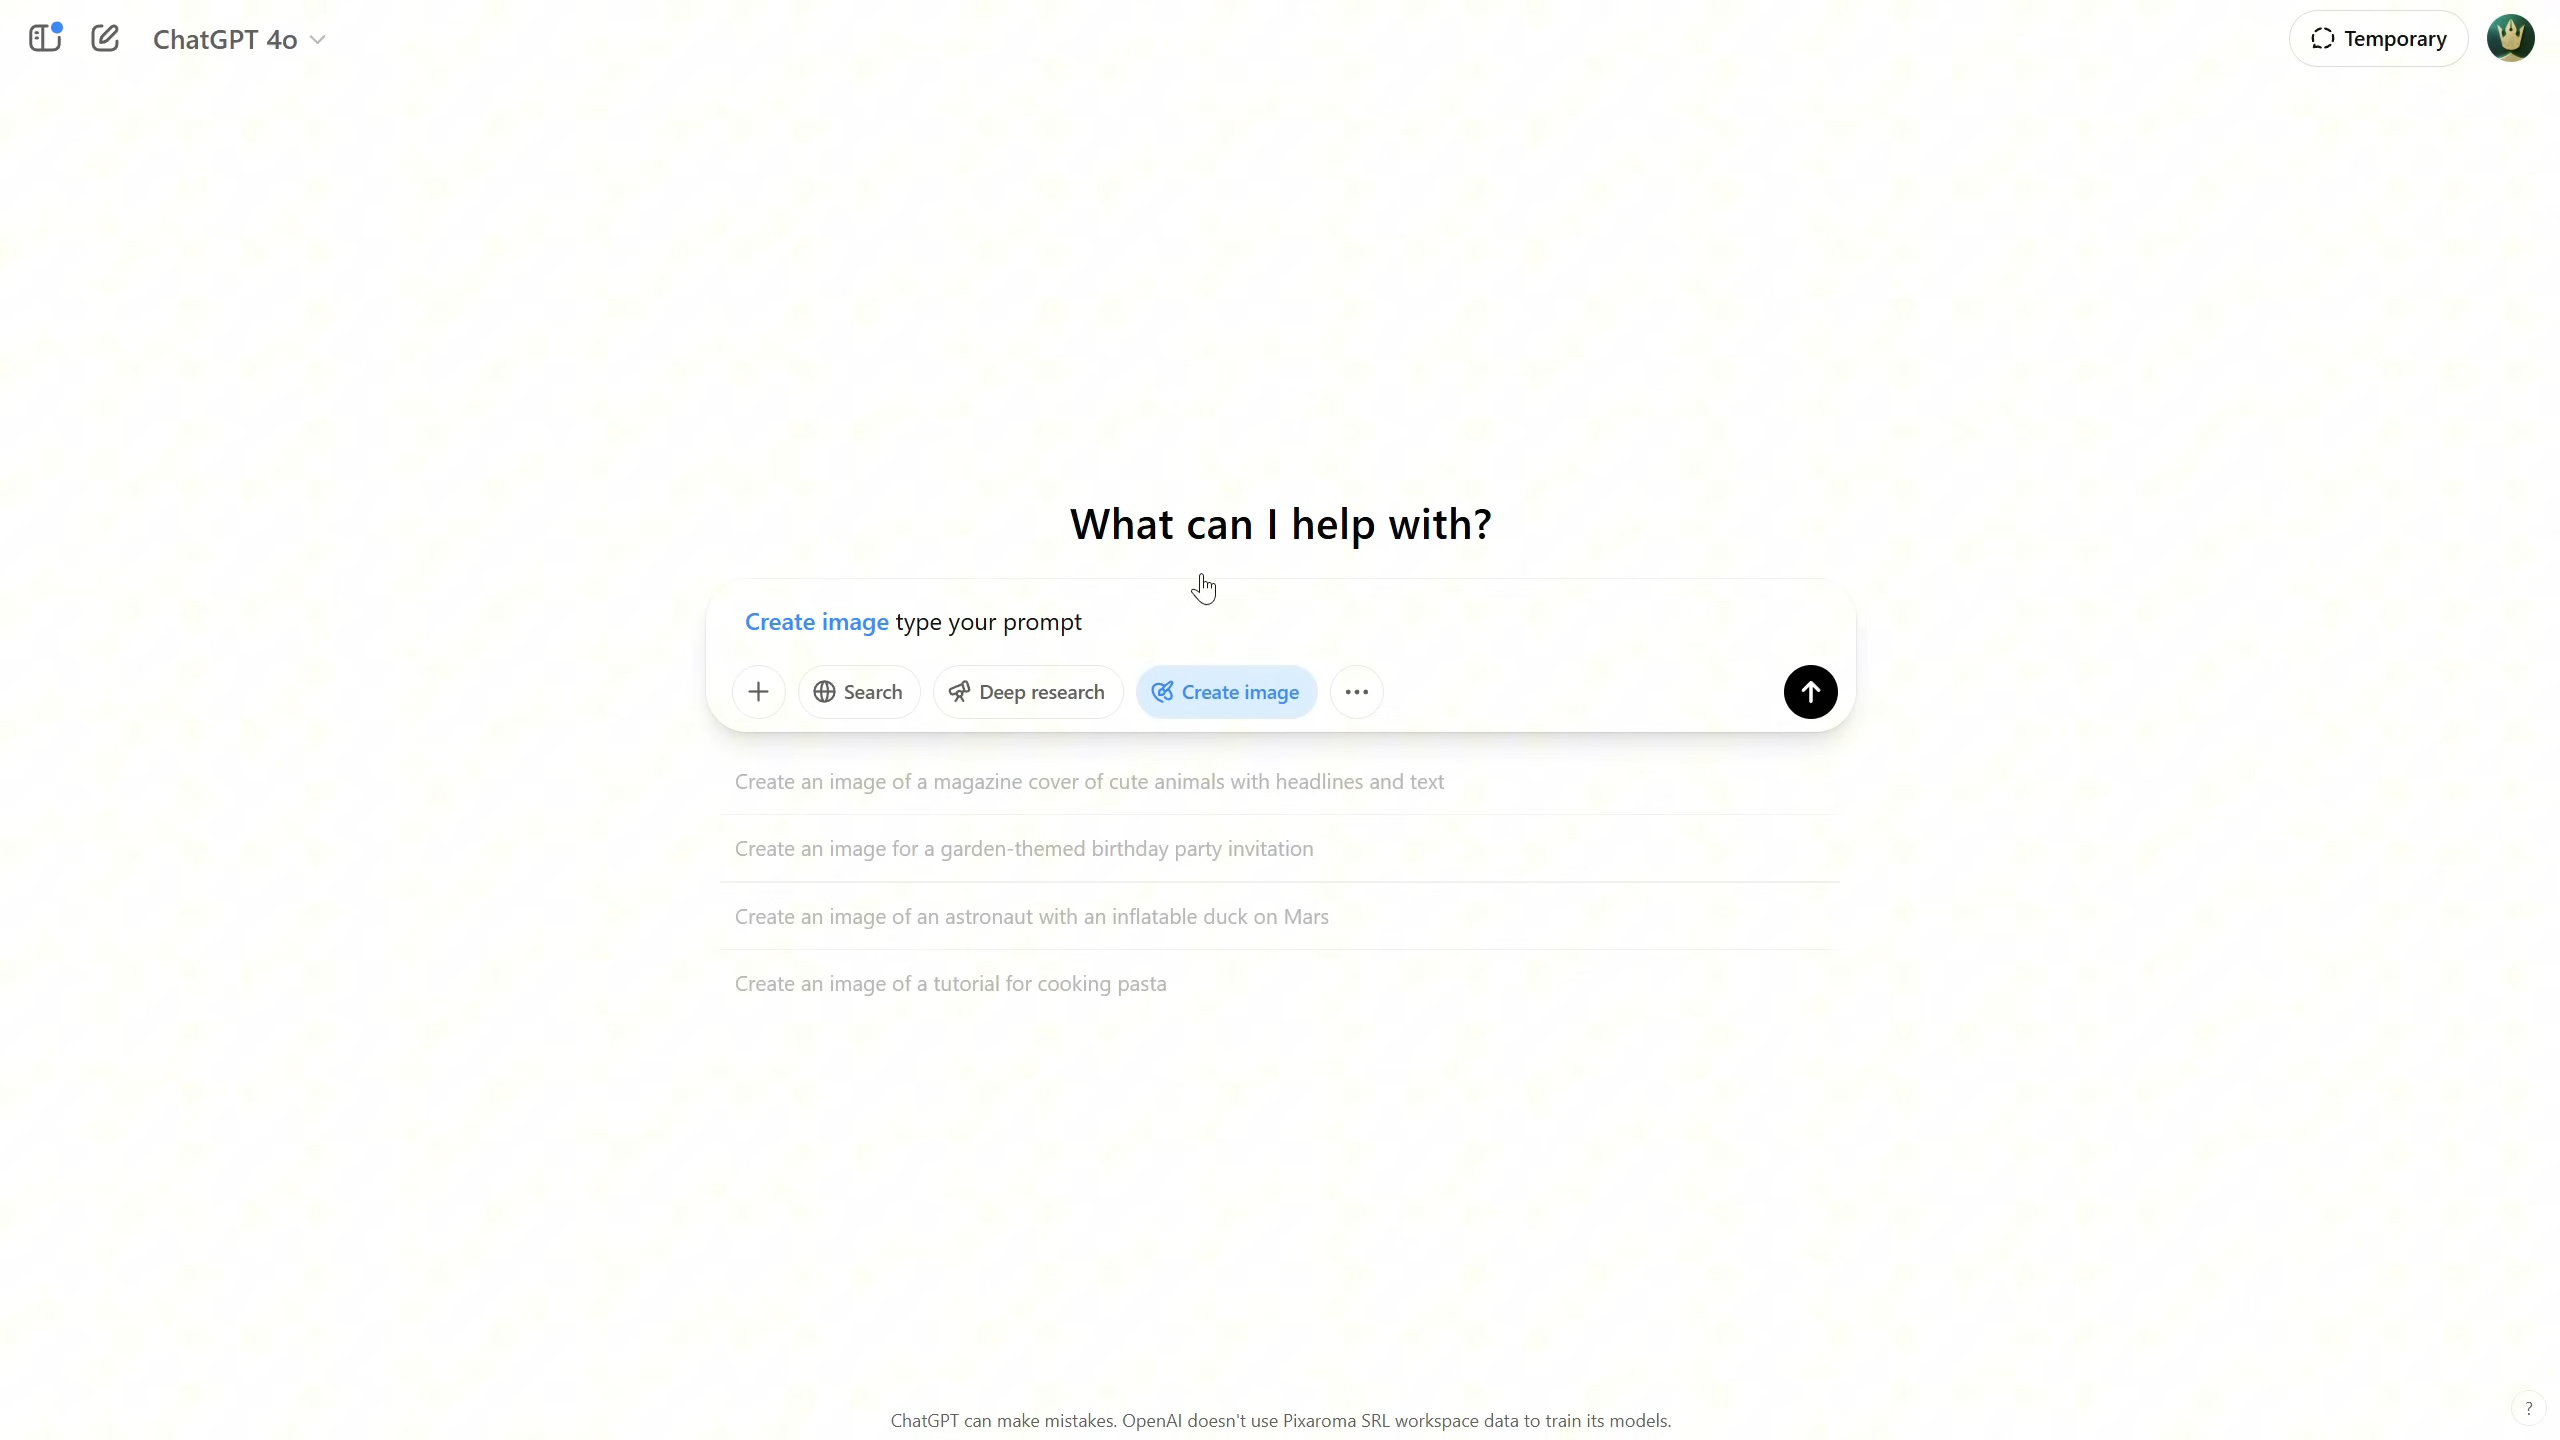 ChatGPT 4o
Temporary
What can I help with?
Create image type your prompt
Search
Deep research
Create image
Create an image of a magazine cover of cute animals with headlines and text
Create an image for a garden-themed birthday party invitation
Create an image of an astronaut with an inflatable duck on Mars
Create an image of a tutorial for cooking pasta
ChatGPT can make mistakes. OpenAI doesn't use Pixaroma SRL workspace data to train its models.
?